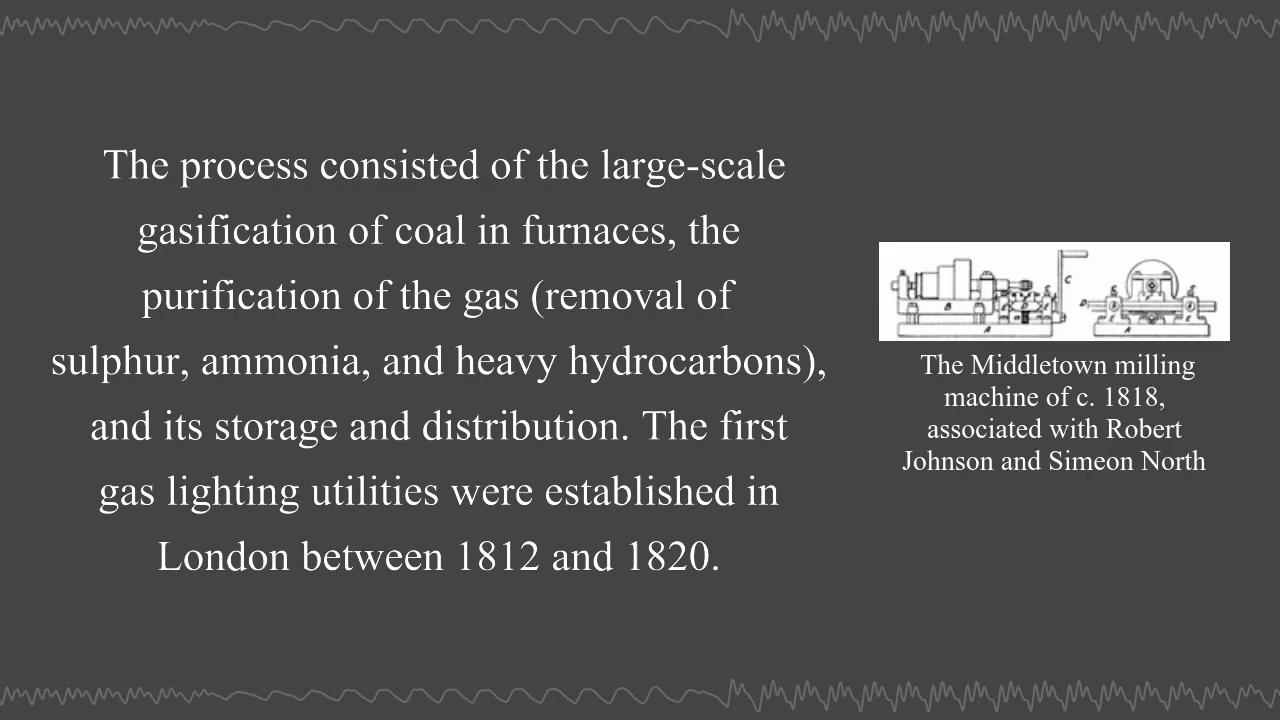 The process consisted of the large-scale
gasification of coal in furnaces, the
purification of the gas (removal of
sulphur, ammonia, and heavy hydrocarbons),
and its storage and distribution. The first
gas lighting utilities were established in
London between 1812 and 1820.
The Middletown milling
machine of c. 1818,
associated with Robert
Johnson and Simeon North